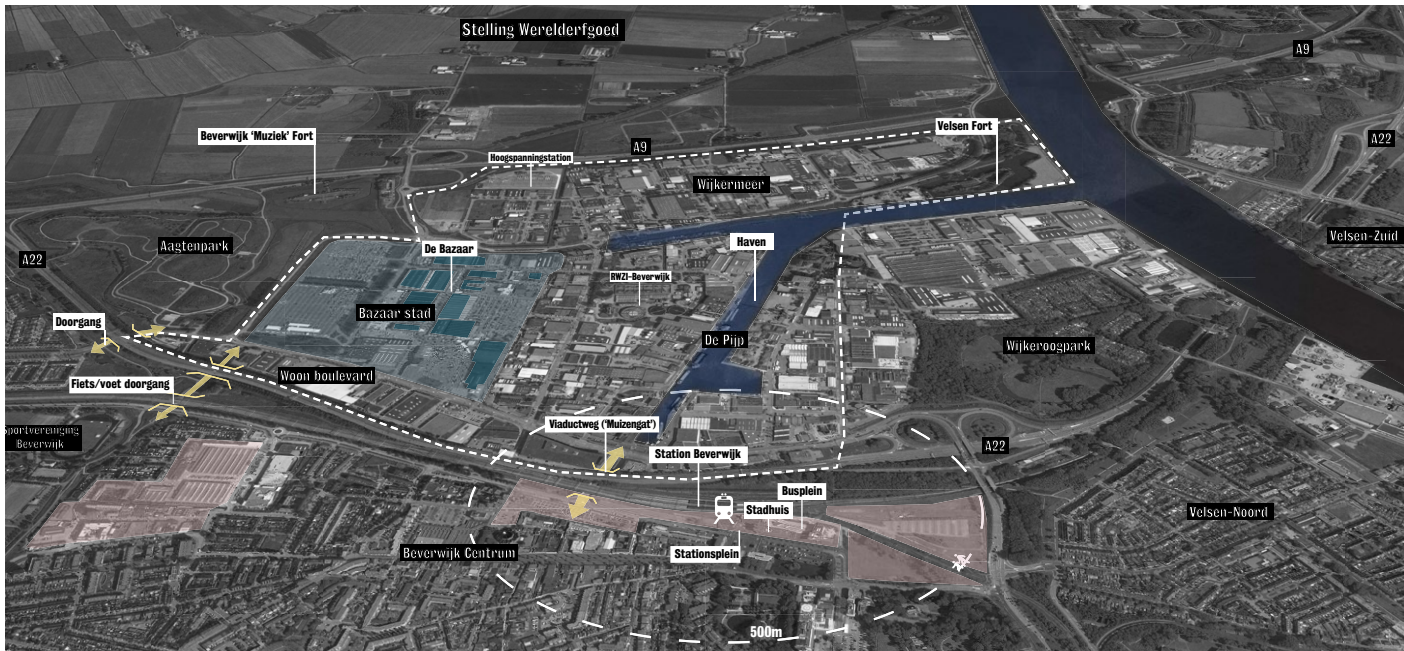 Stelling Werelderfgoed
A9
Beverwijk ‘Muziek’ Fort
Velsen Fort
A22
A9
Hoogspanningstation
Wijkermeer
Velsen-Zuid
Aagtenpark
De Bazaar
Haven
A22
RWZI-Beverwijk
Bazaar stad
Doorgang
De Pijp
Wijkeroogpark
Woon boulevard
Fiets/voet doorgang
Viaductweg (‘Muizengat’)
Sportvereniging
Beverwijk
A22
Station Beverwijk
Busplein
Stadhuis
Velsen-Noord
Beverwijk Centrum
Stationsplein
500m